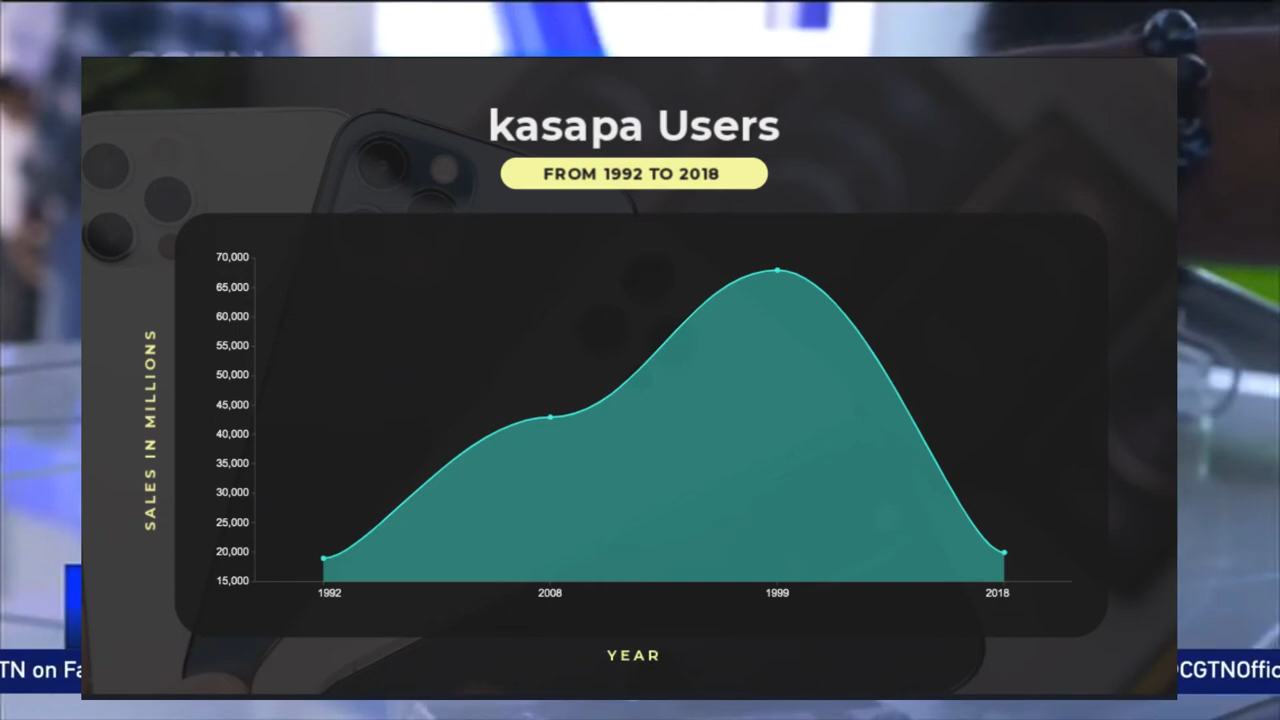 kasapa Users
FROM 1992 TO 2018
70,000
65,000
60,000
55,000
50,000
45,000
40,000
35,000
30,000
25,000
20,000
15,000
SALES IN MILLIONS
1992 2008 1999 2018
YEAR
TN on Fa
CGTNOffic